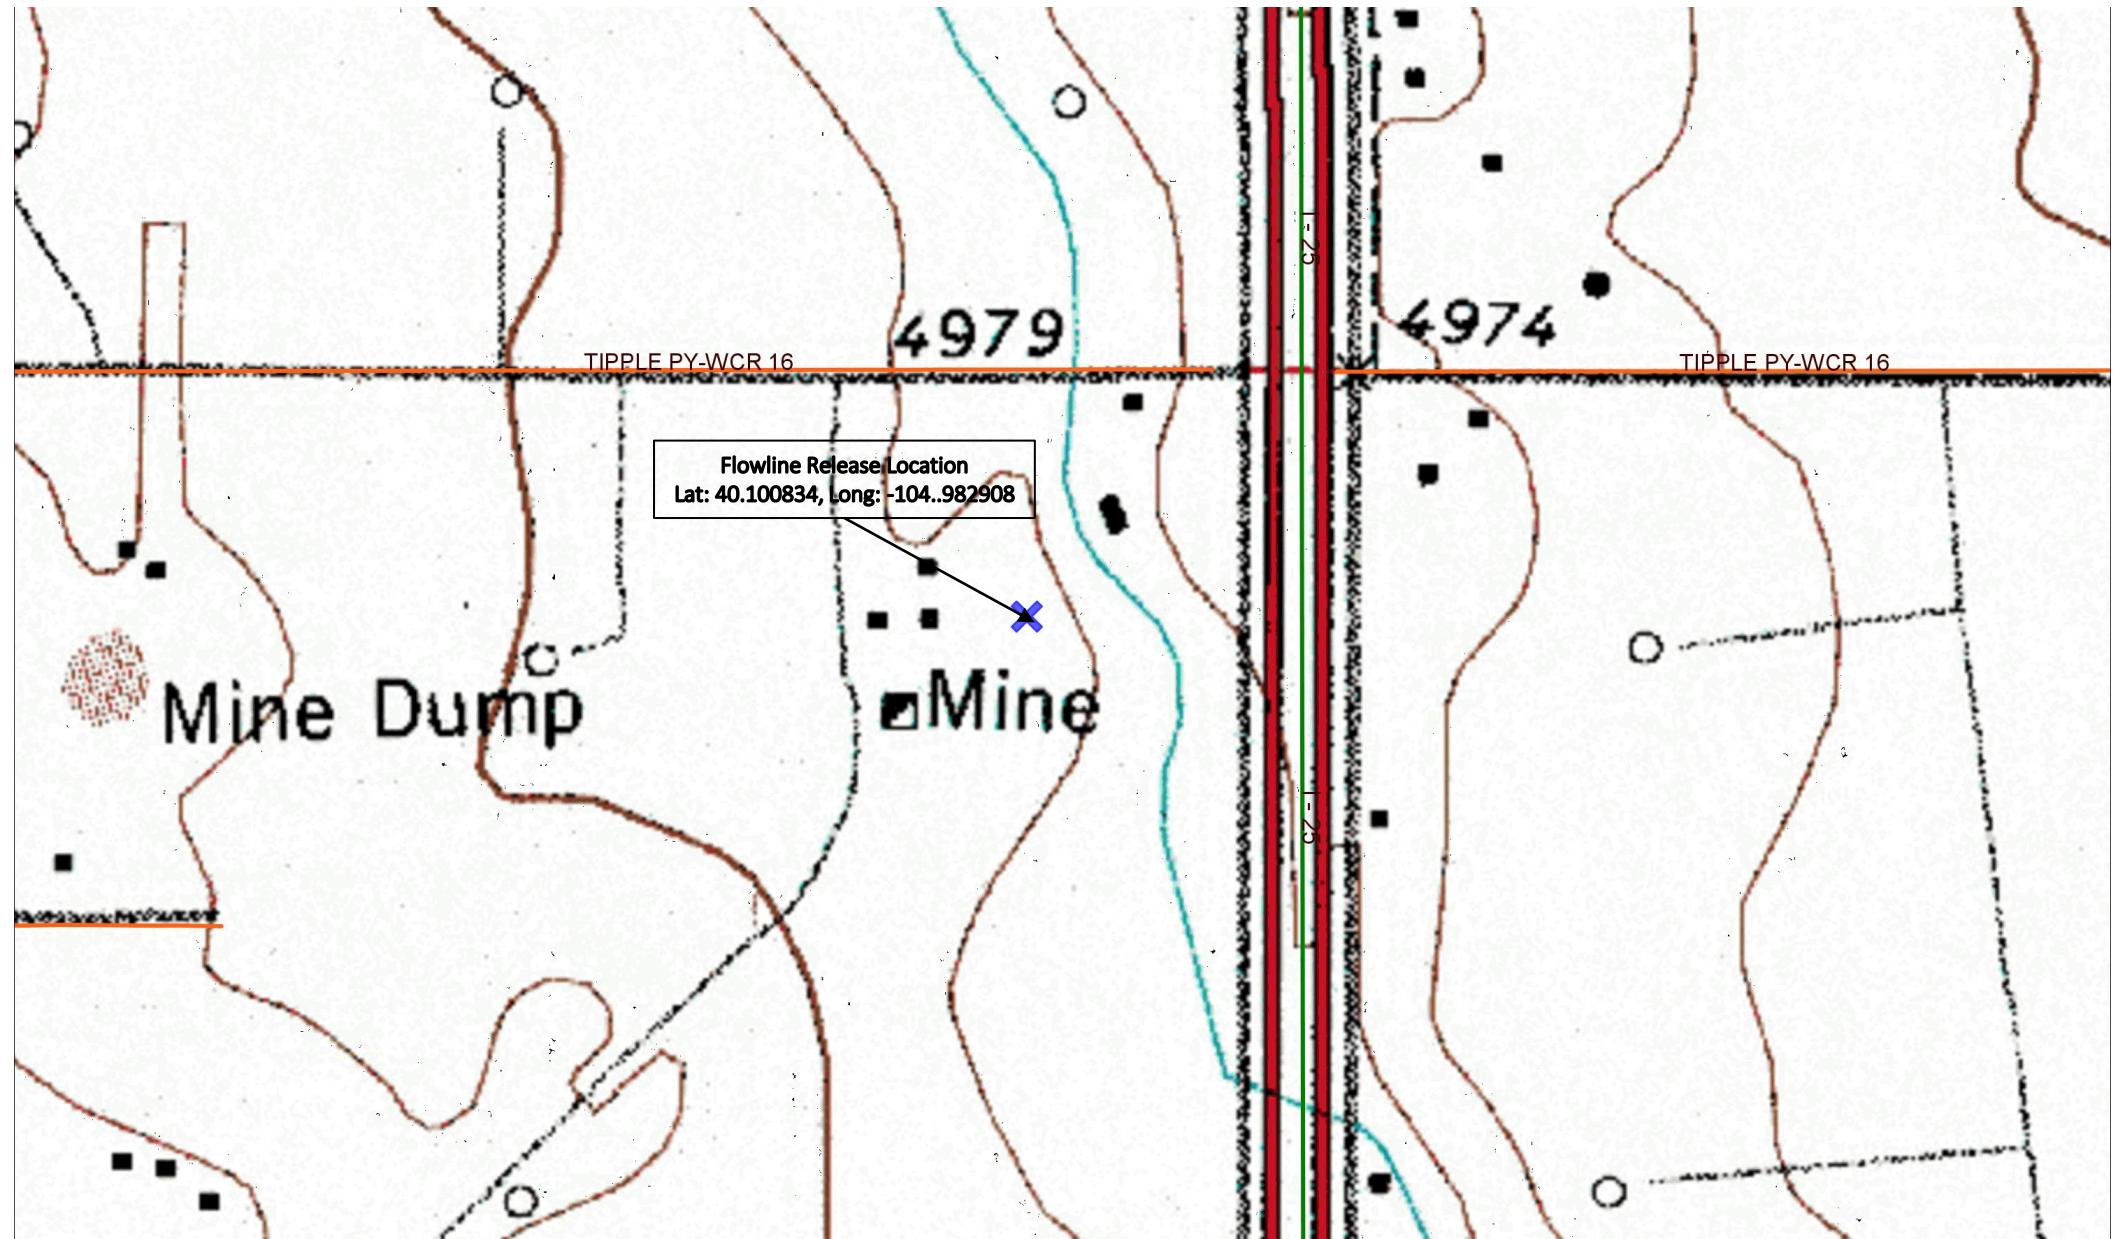 I - 25
4979
4974
TIPPLE PY-WCR 16
TIPPLE PY-WCR 16
Flowline Release Location
Lat: 40.100834, Long: -104..982908
Mine Dump
Mine
I - 25